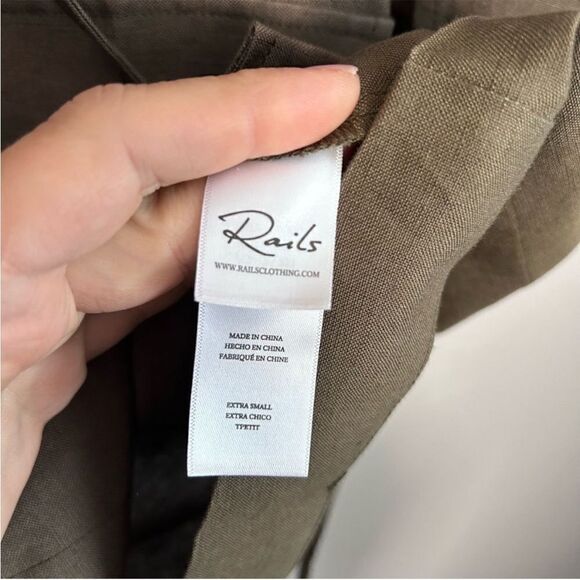 Rails
WWW.RAILSCLOTHING.COM
MADE IN CHINA
HECHO EN CHINA
FABRIQUÉ EN CHINE
EXTRA SMALL
EXTRA CHICO
TPETIT